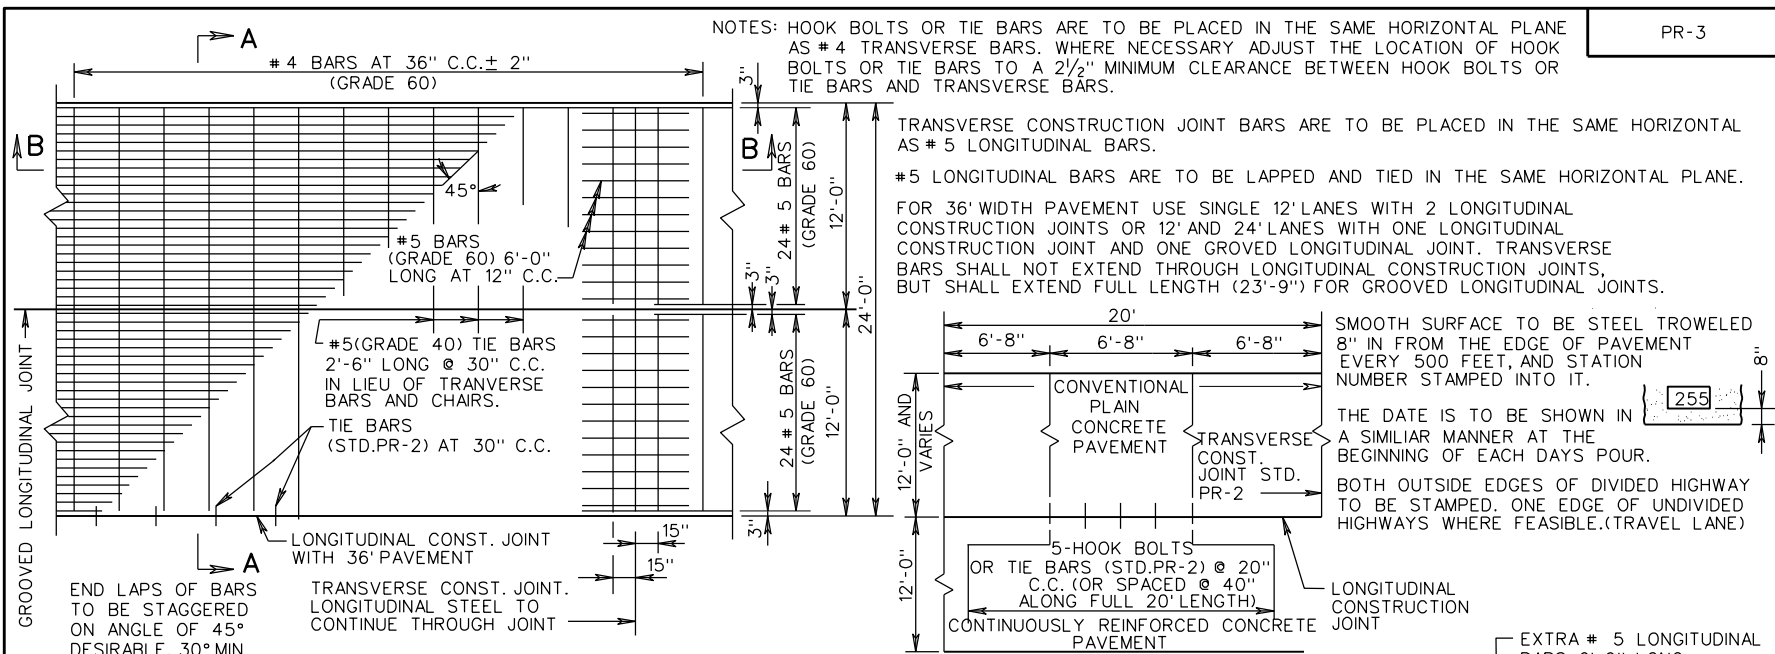 PR-3
NOTES: HOOK BOLTS OR TIE BARS ARE TO BE PLACED IN THE SAME HORIZONTAL PLANE
AS # 4 TRANSVERSE BARS. WHERE NECESSARY ADJUST THE LOCATION OF HOOK
BOLTS OR TIE BARS TO A 2 1/2" MINIMUM CLEARANCE BETWEEN HOOK BOLTS OR
TIE BARS AND TRANSVERSE BARS.
TRANSVERSE CONSTRUCTION JOINT BARS ARE TO BE PLACED IN THE SAME HORIZONTAL
AS # 5 LONGITUDINAL BARS.
#5 LONGITUDINAL BARS ARE TO BE LAPPED AND TIED IN THE SAME HORIZONTAL PLANE.
FOR 36' WIDTH PAVEMENT USE SINGLE 12' LANES WITH 2 LONGITUDINAL
CONSTRUCTION JOINTS OR 12' AND 24' LANES WITH ONE LONGITUDINAL
CONSTRUCTION JOINT AND ONE GROVED LONGITUDINAL JOINT. TRANSVERSE
BARS SHALL NOT EXTEND THROUGH LONGITUDINAL CONSTRUCTION JOINTS,
BUT SHALL EXTEND FULL LENGTH (23'-9") FOR GROOVED LONGITUDINAL JOINTS.
A
# 4 BARS AT 36" C.C.± 2"
(GRADE 60)
B
B
45°
#5 BARS
(GRADE 60) 6'-0"
LONG AT 12" C.C.
3"
24# 5 BARS
(GRADE 60)
12'-0"
3"
3"
24'-0"
#5(GRADE 40) TIE BARS
2'-6" LONG @ 30" C.C.
IN LIEU OF TRANVERSE
BARS AND CHAIRS.
TIE BARS
(STD.PR-2) AT 30" C.C.
24 # 5 BARS
(GRADE 60)
12'-0"
3"
GROOVED LONGITUDINAL JOINT
LONGITUDINAL CONST. JOINT
WITH 36' PAVEMENT
A
15"
15"
END LAPS OF BARS
TO BE STAGGERED
ON ANGLE OF 45°
DESIRABLE 30° MIN.
TRANSVERSE CONST. JOINT.
LONGITUDINAL STEEL TO
CONTINUE THROUGH JOINT
20'
6'-8"
6'-8"
6'-8"
12'-0" AND
VARIES
CONVENTIONAL
PLAIN
CONCRETE
PAVEMENT
TRANSVERSE
CONST.
JOINT STD.
PR-2
12'-0"
5-HOOK BOLTS
OR TIE BARS (STD.PR-2) @ 20"
C.C. (OR SPACED @ 40"
ALONG FULL 20' LENGTH)
CONTINUOUSLY REINFORCED CONCRETE
PAVEMENT
LONGITUDINAL
CONSTRUCTION
JOINT
SMOOTH SURFACE TO BE STEEL TROWELED
8" IN FROM THE EDGE OF PAVEMENT
EVERY 500 FEET, AND STATION
NUMBER STAMPED INTO IT.
8"
255
THE DATE IS TO BE SHOWN IN
A SIMILIAR MANNER AT THE
BEGINNING OF EACH DAYS POUR.
BOTH OUTSIDE EDGES OF DIVIDED HIGHWAY
TO BE STAMPED. ONE EDGE OF UNDIVIDED
HIGHWAYS WHERE FEASIBLE.(TRAVEL LANE)
EXTRA # 5 LONGITUDINAL